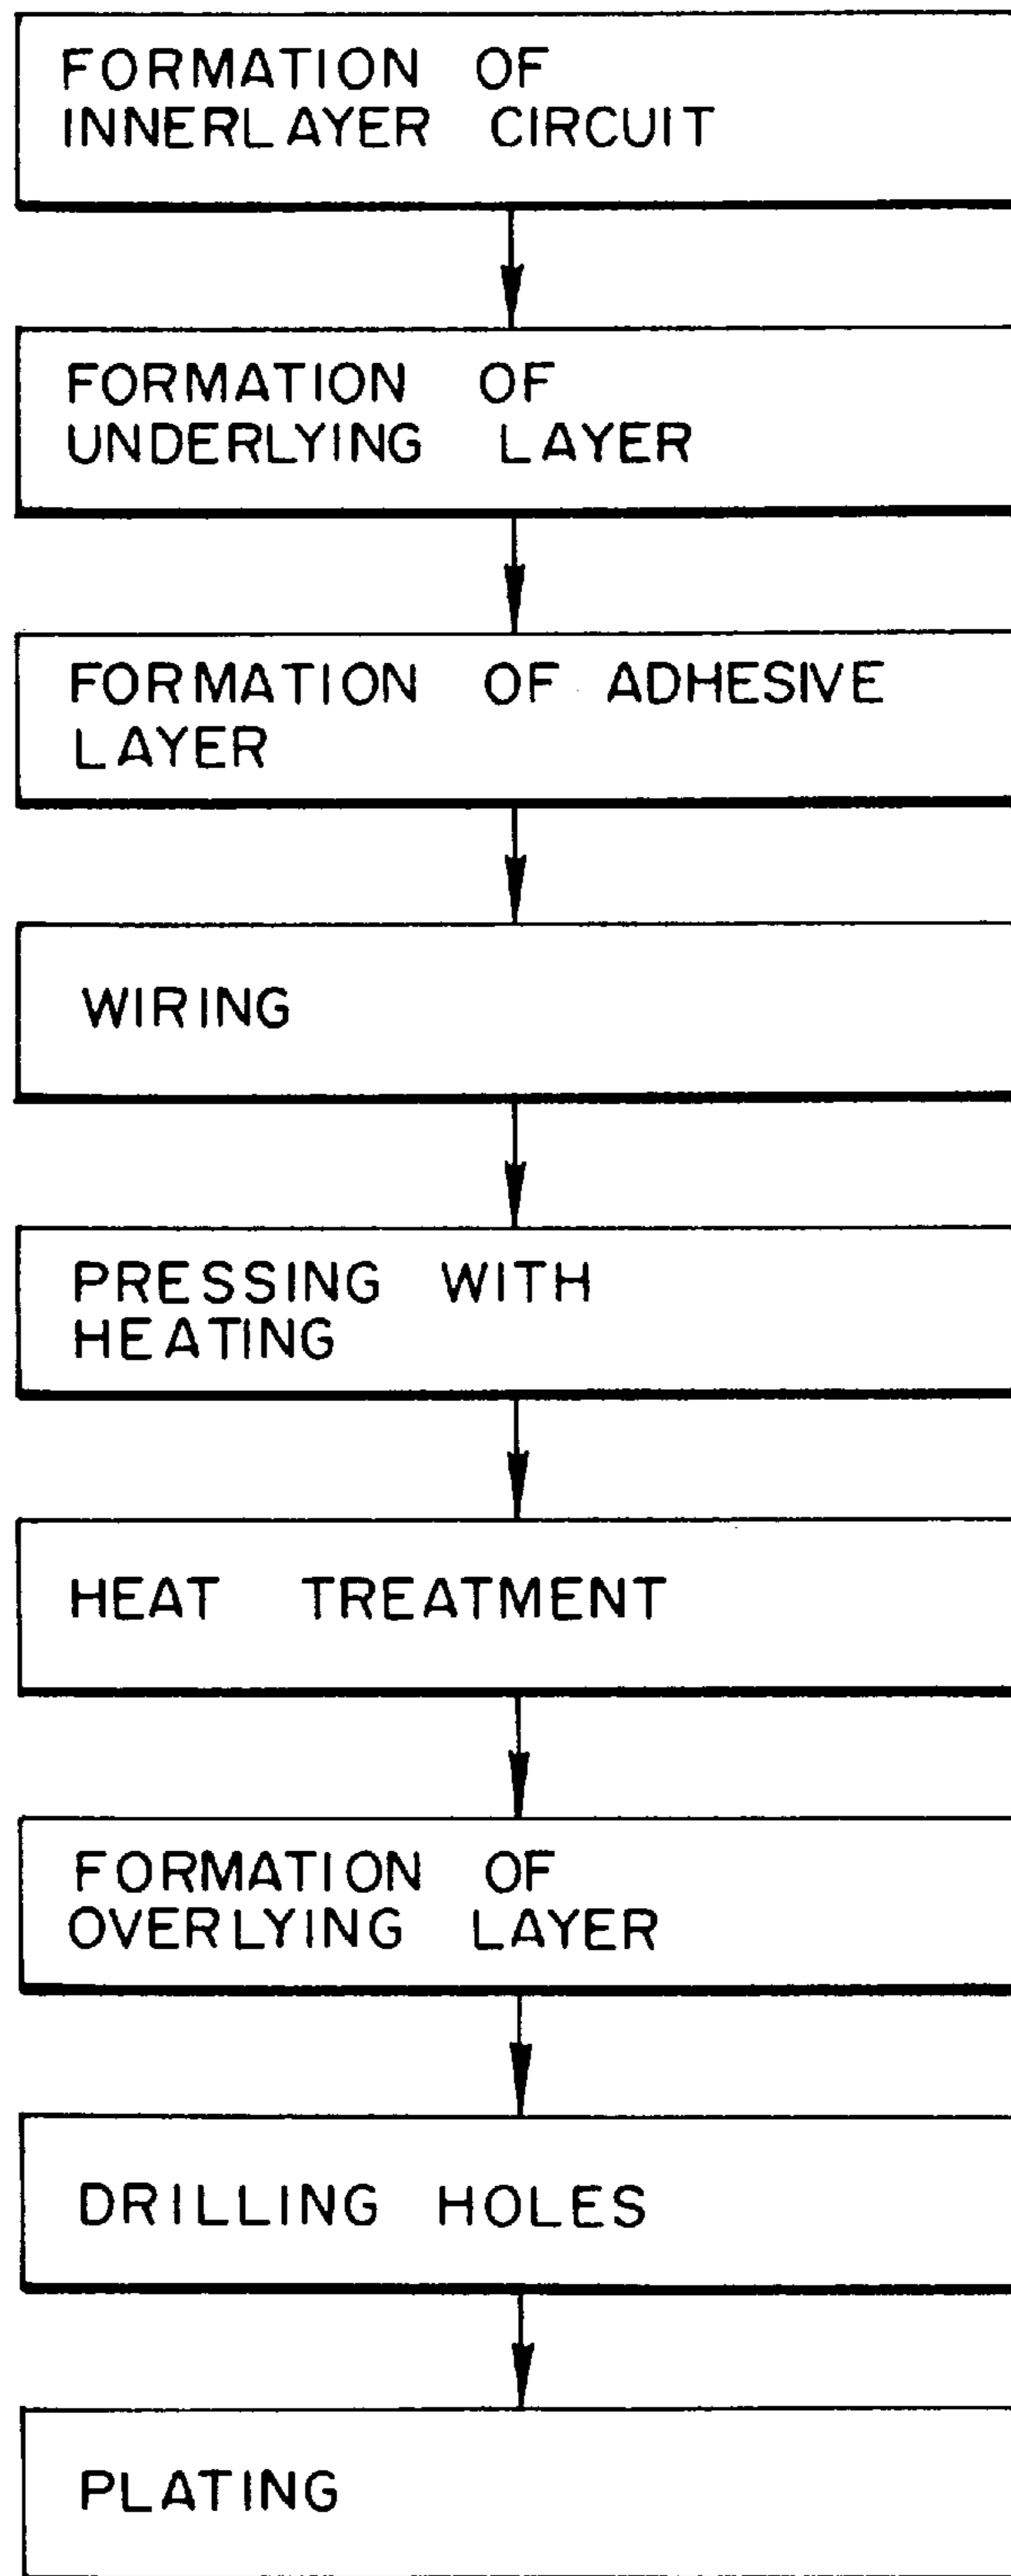 FORMATION OF
INNERLAYER CIRCUIT
FORMATION OF
UNDERLYING LAYER
FORMATION OF ADHESIVE
LAYER
WIRING
PRESSING WITH
HEATING
HEAT TREATMENT
FORMATION OF
OVERLYING LAYER
DRILLING HOLES
PLATING